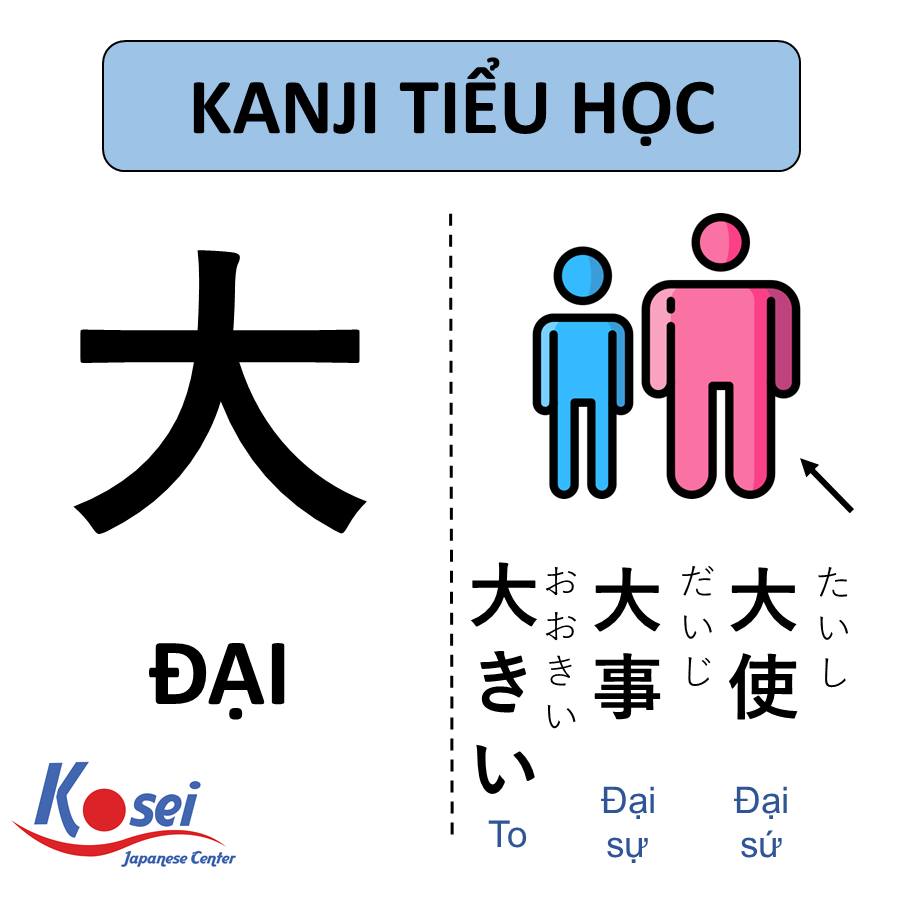 KANJI TIỂU HỌC
大
ĐẠI
大きい
おおきい
To
大事
だいじ
Đại
sự
大使
たいし
Đại
sứ
Kosei
Japanese Center